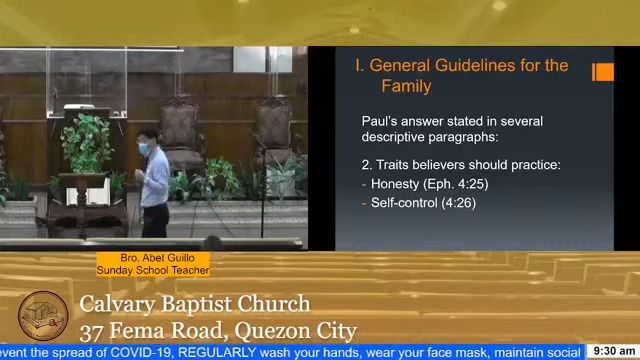 I. General Guidelines for the
Family
Paul's answer stated in several
descriptive paragraphs:
2. Traits believers should practice:
- Honesty (Eph. 4:25)
- Self-control (4:26)
Bro. Abet Guillo
Sunday School Teacher
Calvary Baptist Church
37 Fema Road, Quezon City
event the spread of COVID-19, REGULARLY wash your hands, wear your face mask, maintain social
9:30 am